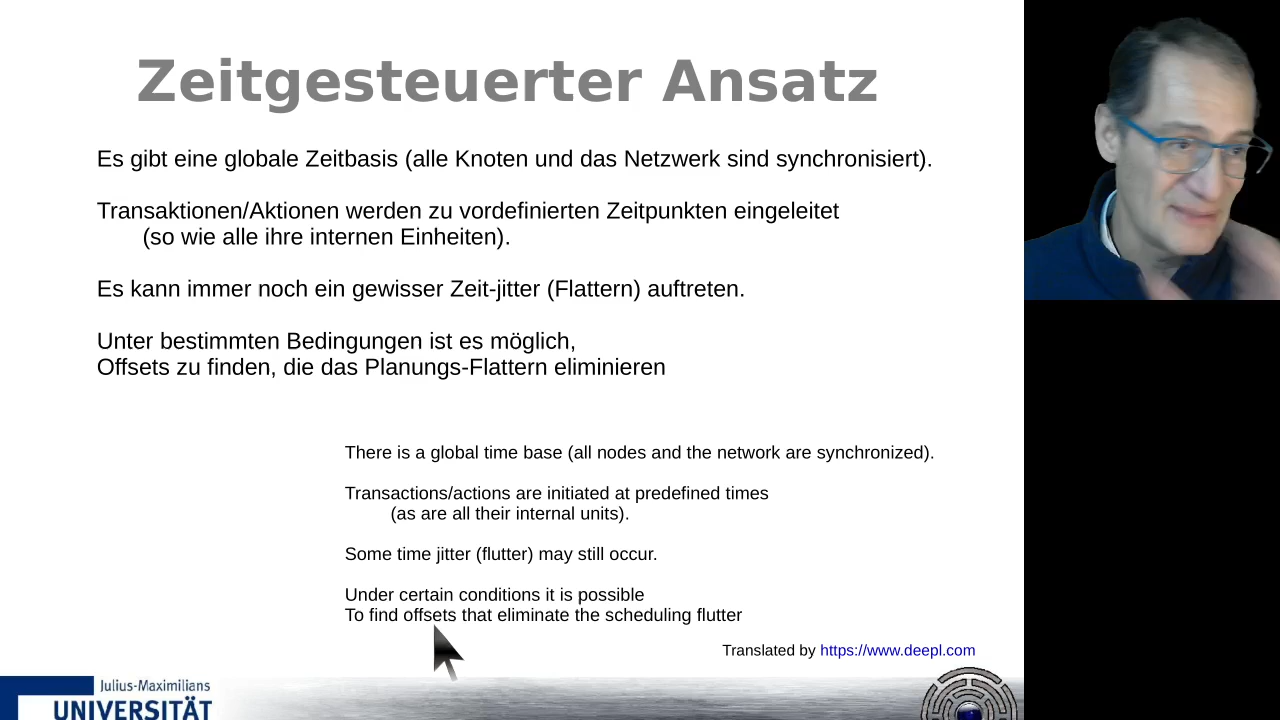 Zeitgesteuerter Ansatz
Es gibt eine globale Zeitbasis (alle Knoten und das Netzwerk sind synchronisiert).
Transaktionen/Aktionen werden zu vordefinierten Zeitpunkten eingeleitet
(so wie alle ihre internen Einheiten).
Es kann immer noch ein gewisser Zeit-jitter (Flattern) auftreten.
Unter bestimmten Bedingungen ist es möglich,
Offsets zu finden, die das Planungs-Flattern eliminieren
There is a global time base (all nodes and the network are synchronized).
Transactions/actions are initiated at predefined times
(as are all their internal units).
Some time jitter (flutter) may still occur.
Under certain conditions it is possible
To find offsets that eliminate the scheduling flutter
Translated by https://www.deepl.com
Julius-Maximilians
UNIVERSITÄT